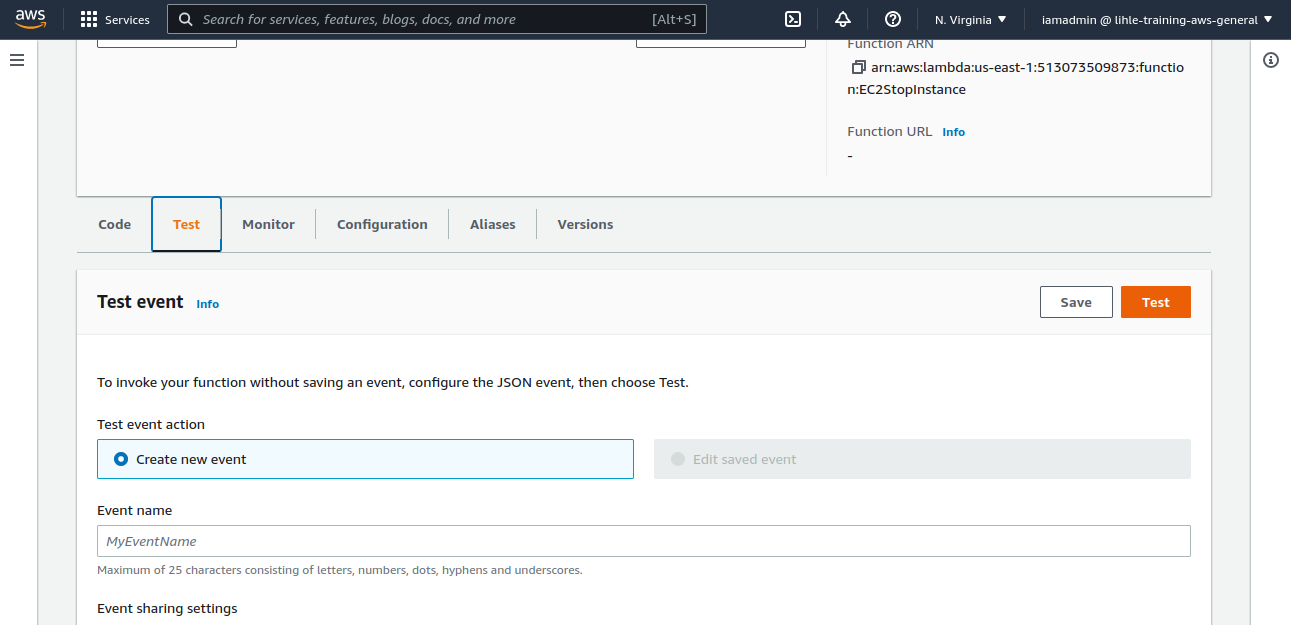 aws
Services
Search for services, features, blogs, docs, and more
[Alt+S]
N. Virginia
iamadmin @ lihle-training-aws-general
Function ARN
arn:aws:lambda:us-east-1:513073509873:functio
n:EC2StopInstance
Function URL Info
-
Code
Test
Monitor
Configuration
Aliases
Versions
Test event Info
Save
Test
To invoke your function without saving an event, configure the JSON event, then choose Test.
Test event action
Create new event
Edit saved event
Event name
MyEventName
Maximum of 25 characters consisting of letters, numbers, dots, hyphens and underscores.
Event sharing settings